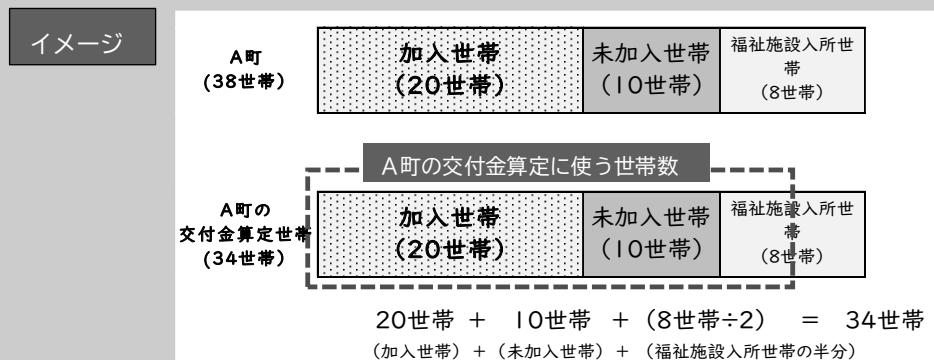 イメージ
A町
(38世帯)
加入世帯
(20世帯)
未加入世帯
(10世帯)
福祉施設入所世
帯
(8世帯)
A町の交付金算定に使う世帯数
A町の
交付金算定世帯
(34世帯)
加入世帯
(20世帯)
未加入世帯
(10世帯)
福祉施設入所世
帯
(8世帯)
20世帯 + 10世帯 + (8世帯÷2) = 34世帯
(加入世帯) + (未加入世帯) + (福祉施設入所世帯の半分)